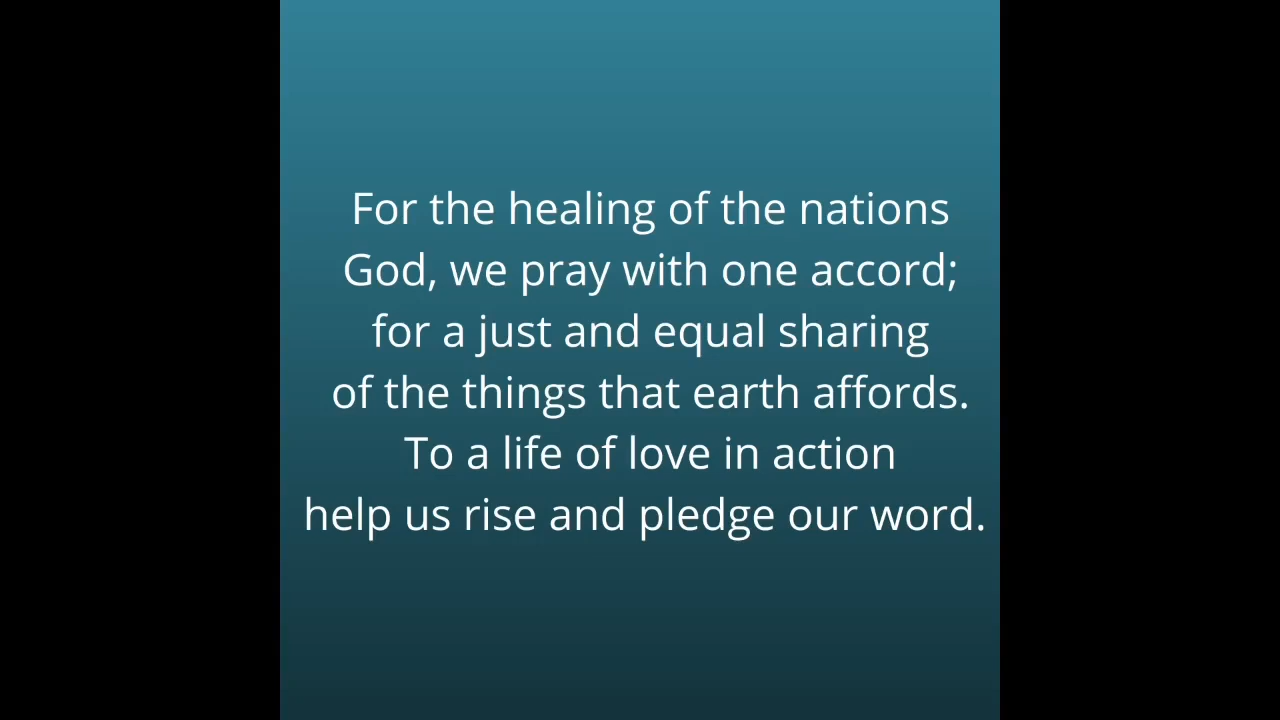 For the healing of the nations
God, we pray with one accord;
for a just and equal sharing
of the things that earth affords.
To a life of love in action
help us rise and pledge our word.